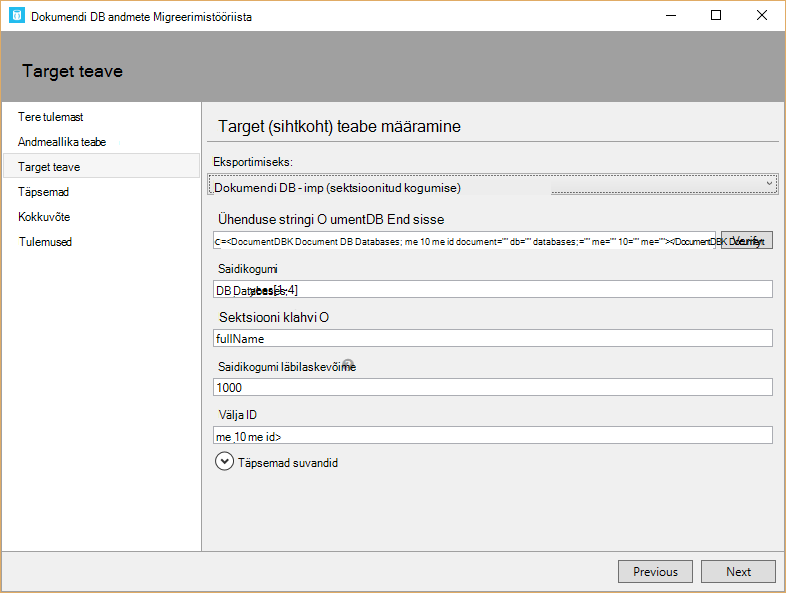 Dokumendi DB andmete Migreerimistööriista
Target teave
Tere tulemast
Andmeallika teabe
Target teave
Täpsemad
Kokkuvõte
Tulemused
Target (sihtkoht) teabe määramine
Eksportimiseks:
Dokumendi DB - imp (sektsioonitud kogumise)
Ühenduse stringi O umentDB End sisse
C=<DocumentDBK Document DB Databases; me 10 me id document="" db="" databases;="" me="" 10="" me=""></DocumentDBK Document
Verify
Saidikogumi
DB Databases; [1-4]
Sektsiooni klahvi O
fullName
Saidikogumi läbilaskevõime
1000
Välja ID
me 10 me id>
Täpsemad suvandid
Previous
Next